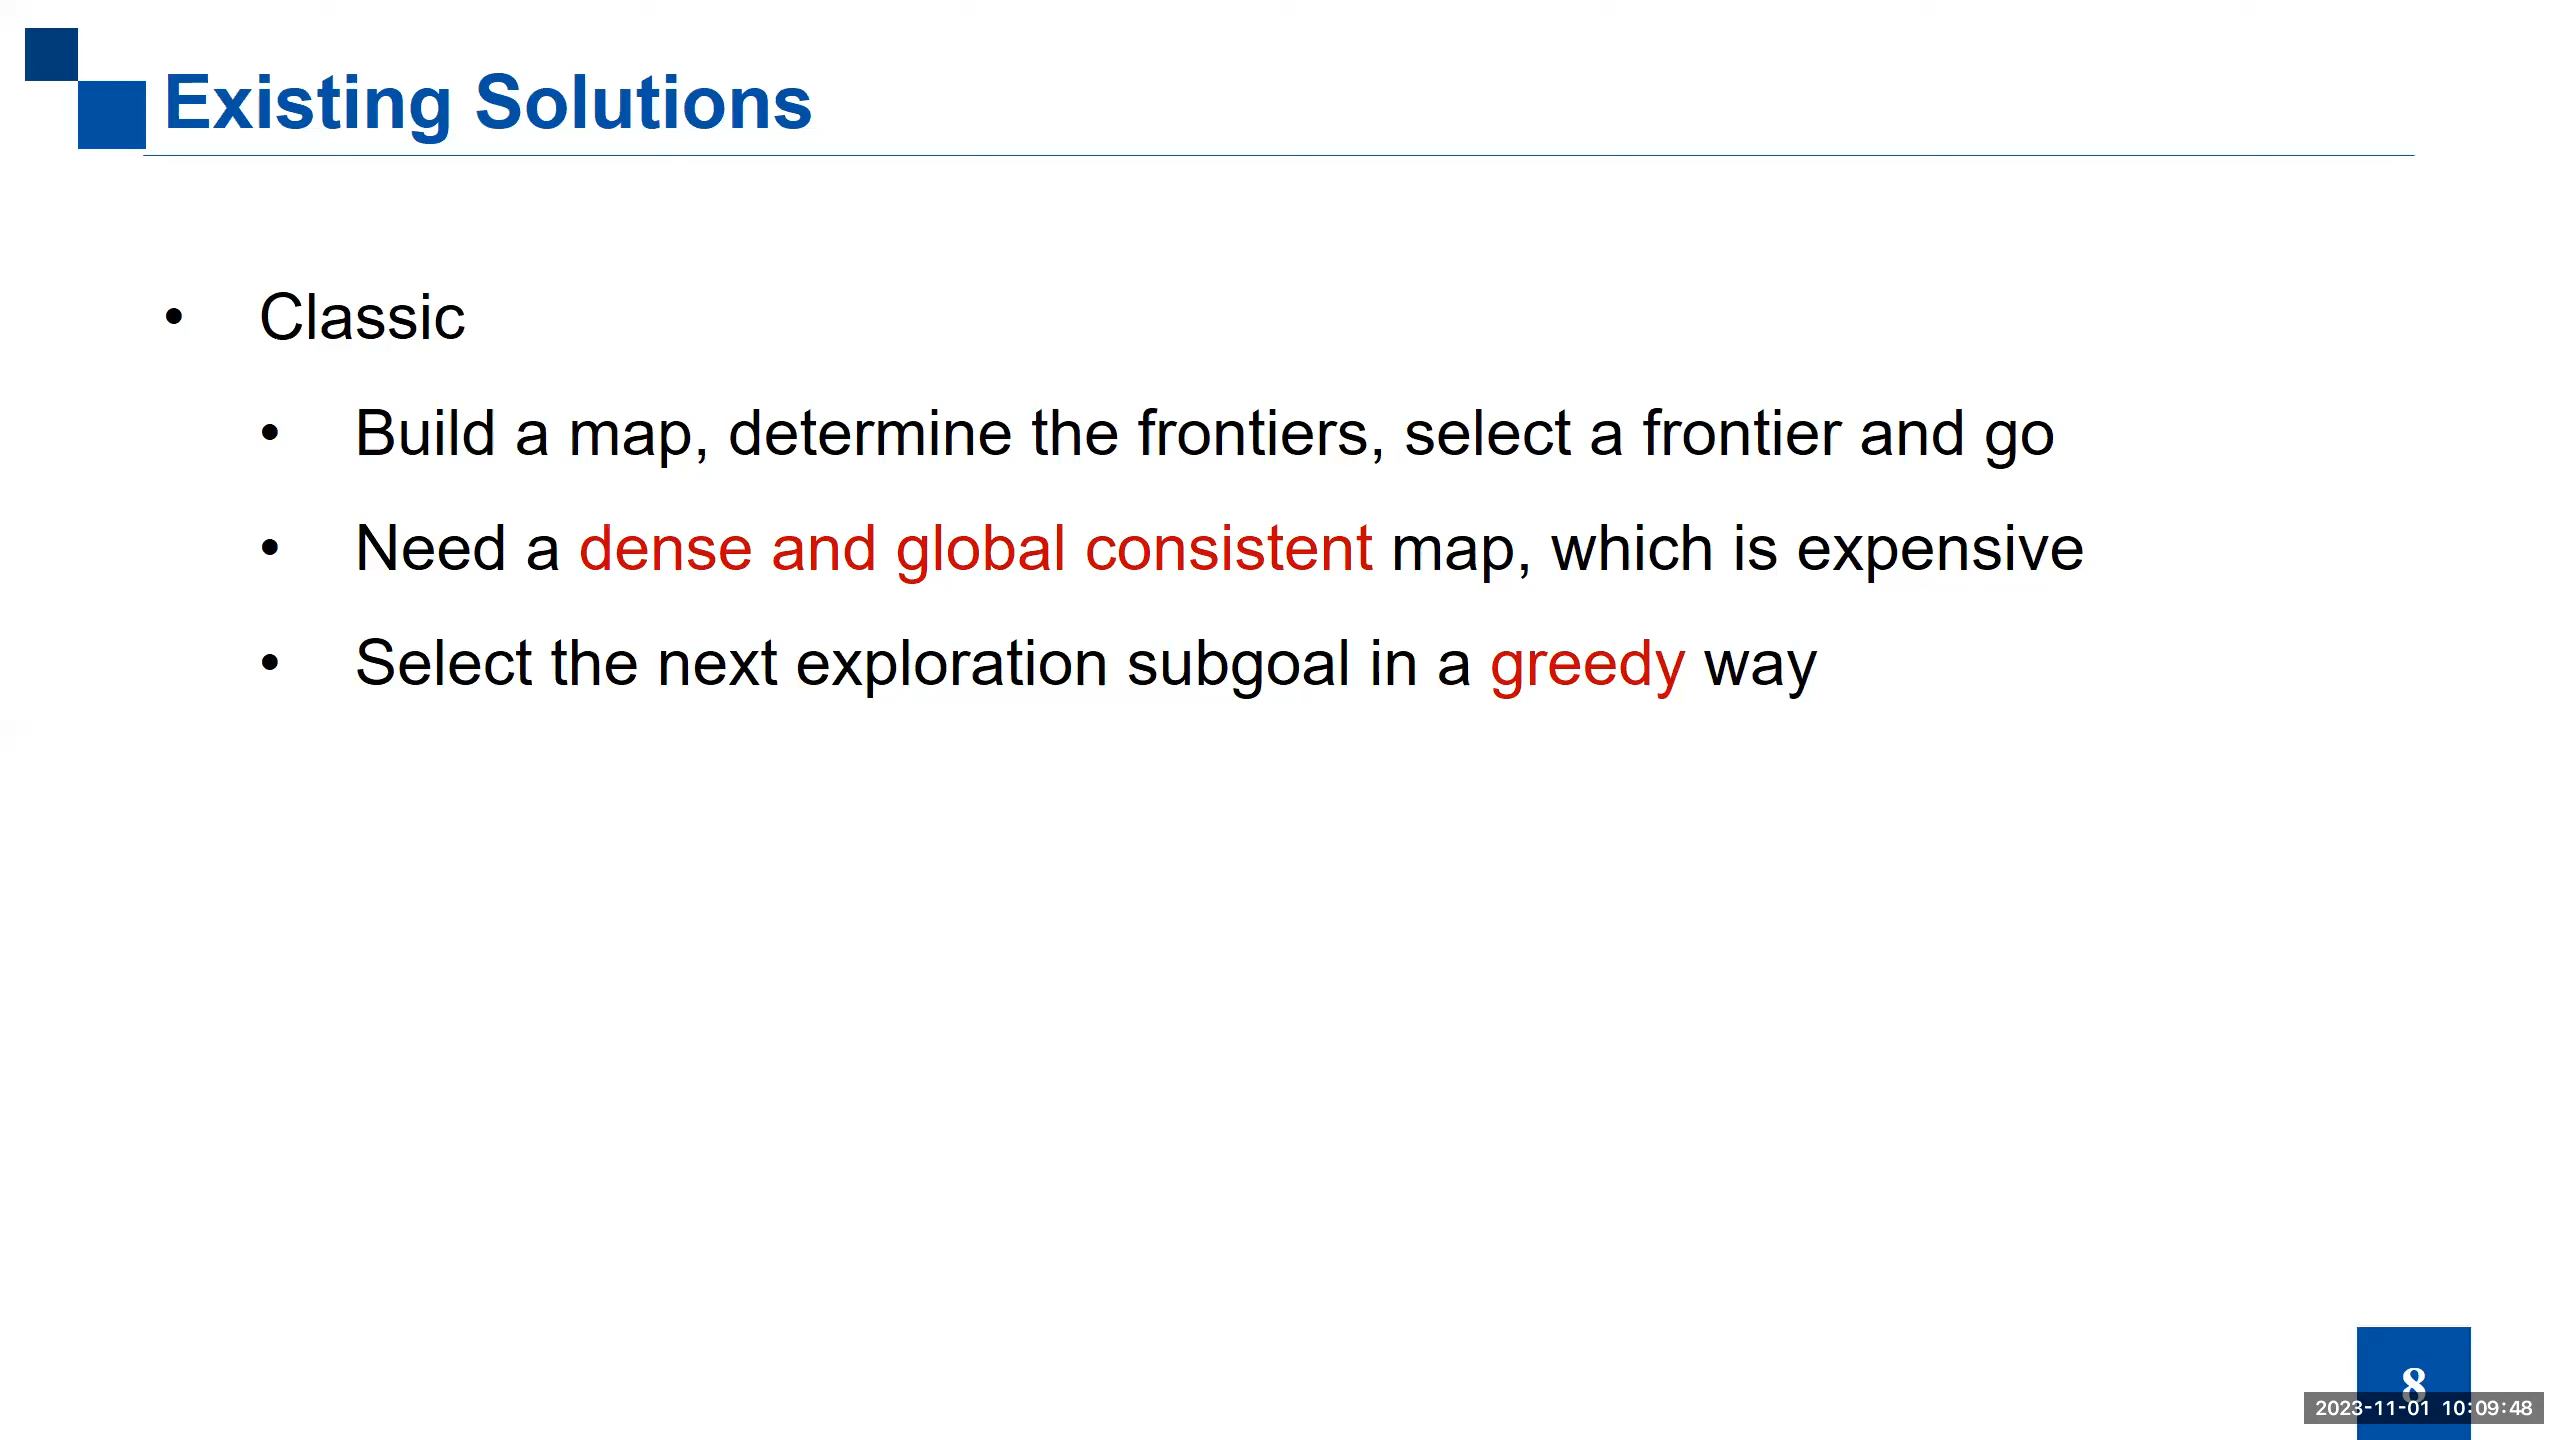 Existing Solutions
• Classic
• Build a map, determine the frontiers, select a frontier and go
• Need a dense and global consistent map, which is expensive
• Select the next exploration subgoal in a greedy way
8
2023-11-01 10:09:48